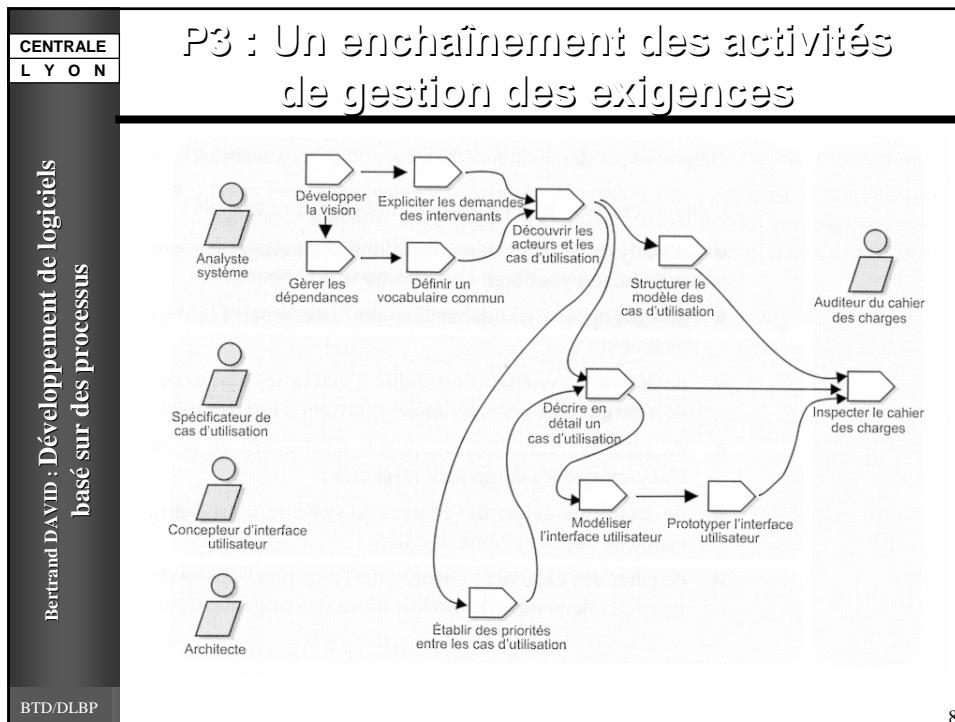 CENTRALE
L Y O N
P3 : Un enchaînement des activités
de gestion des exigences
Bertrand DAVID : Développement de logiciels
basé sur des processus
Analyste
système
Développer
la vision
Expliciter les demandes
des intervenants
Découvrir les
acteurs et les
cas d'utilisation
Gérer les
dépendances
Définir un
vocabulaire commun
Structurer le
modèle des
cas d'utilisation
Auditeur du cahier
des charges
Spécificateur de
cas d'utilisation
Décrire en
détail un
cas d'utilisation
Inspecter le cahier
des charges
Concepteur d'interface
utilisateur
Modéliser
l'interface utilisateur
Prototyper l'interface
utilisateur
Architecte
Établir des priorités
entre les cas d'utilisation
BTD/DLBP
8